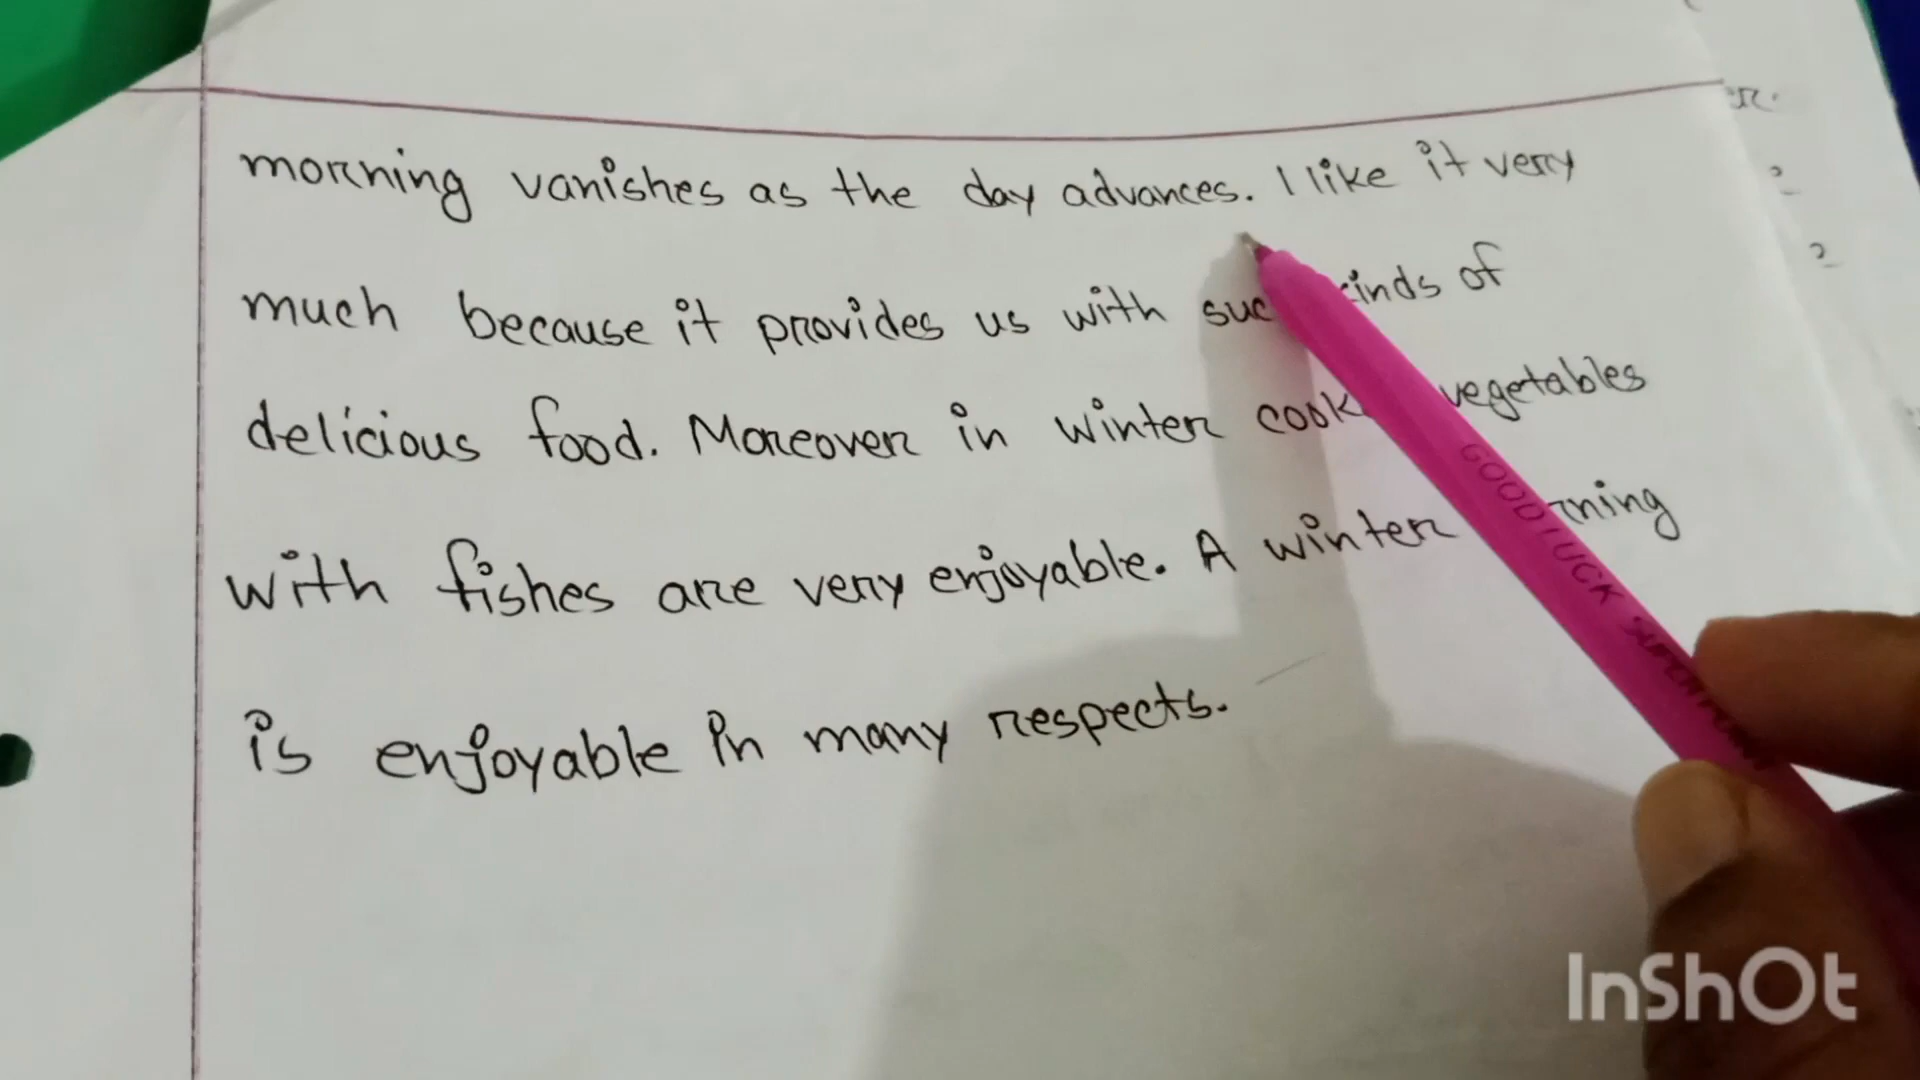 morning vanishes as the day advances. I like it very
much because it provides us with of
delicious food. Moreover in winter vegetables
with fishes are very enjoyable. A winter
is enjoyable in many respects.
GOODLUCK
InShOt